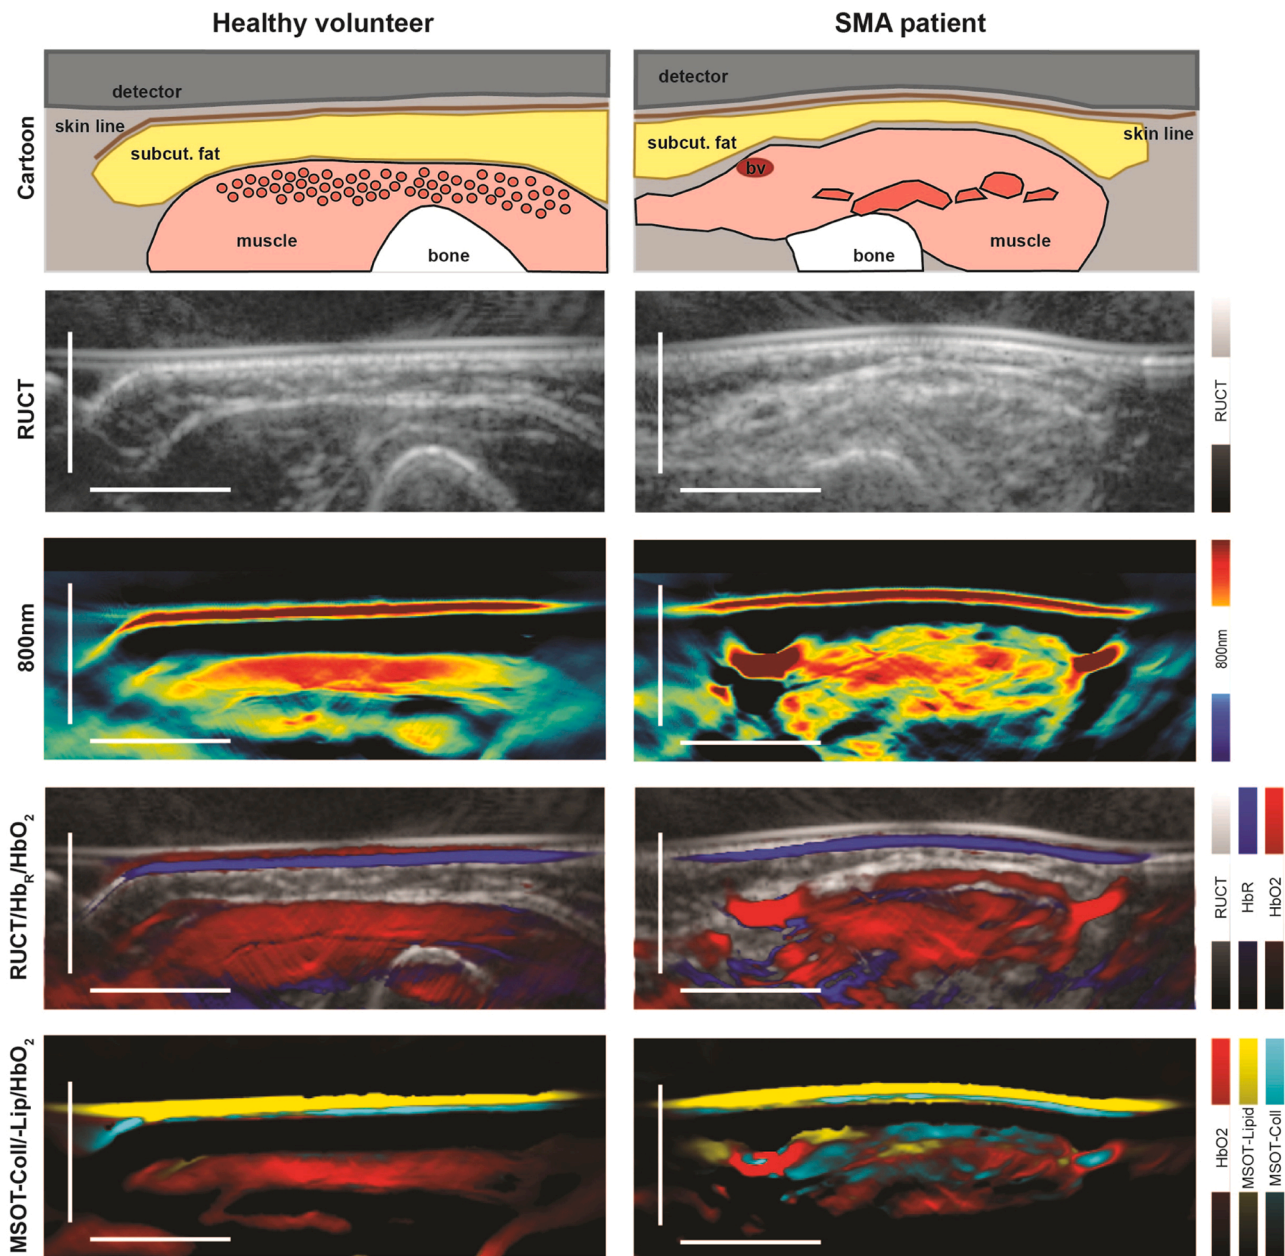 Healthy volunteer
SMA patient
Cartoon
detector
skin line
subcut. fat
muscle
bone
detector
skin line
subcut. fat
bv
bone
muscle
RUCT
RUCT
800nm
800nm
RUCT/HbR/HbO2
RUCT
HbR
HbO2
MSOT-Coll/-Lip/HbO2
HbO2
MSOT-Lipid
MSOT-Coll